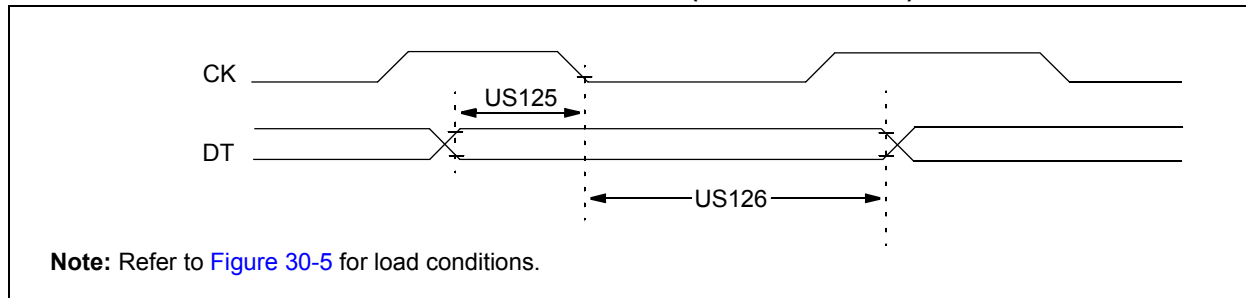 CK
US125
DT
US126
Note: Refer to Figure 30-5 for load conditions.